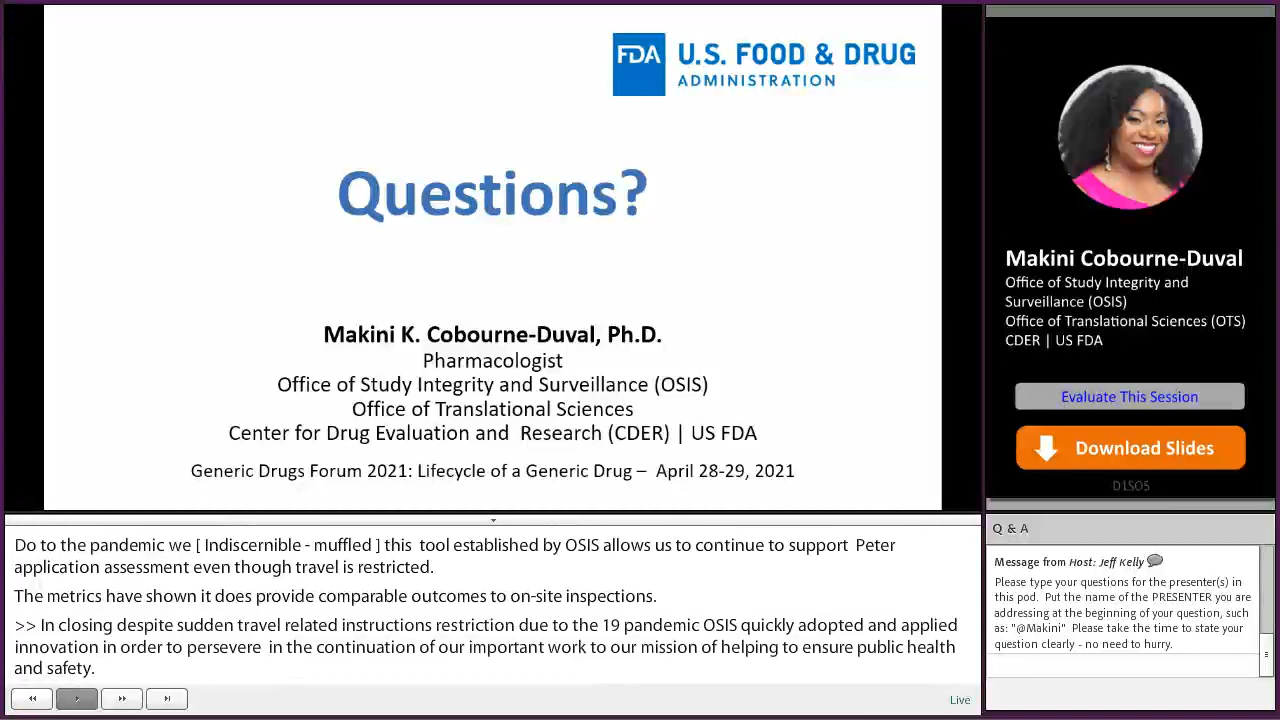 FDA U.S. FOOD & DRUG
ADMINISTRATION
Questions?
Makini K. Cobourne-Duval, Ph.D.
Pharmacologist
Office of Study Integrity and Surveillance (OSIS)
Office of Translational Sciences
Center for Drug Evaluation and Research (CDER) | US FDA
Generic Drugs Forum 2021: Lifecycle of a Generic Drug – April 28-29, 2021
Makini Cobourne-Duval
Office of Study Integrity and
Surveillance (OSIS)
Office of Translational Sciences (OTS)
CDER | US FDA
Evaluate This Session
Download Slides
D1S05
Do to the pandemic we [ Indiscernible - muffled ] this tool established by OSIS allows us to continue to support Peter
application assessment even though travel is restricted.
The metrics have shown it does provide comparable outcomes to on-site inspections.
>> In closing despite sudden travel related instructions restriction due to the 19 pandemic OSIS quickly adopted and applied
innovation in order to persevere in the continuation of our important work to our mission of helping to ensure public health
and safety.
Live
Q & A
Message from Host: Jeff Kelly
Please type your questions for the presenter(s) in
this pod. Put the name of the PRESENTER you are
addressing at the beginning of your question, such
as: "@Makini" Please take the time to state your
question clearly - no need to hurry.